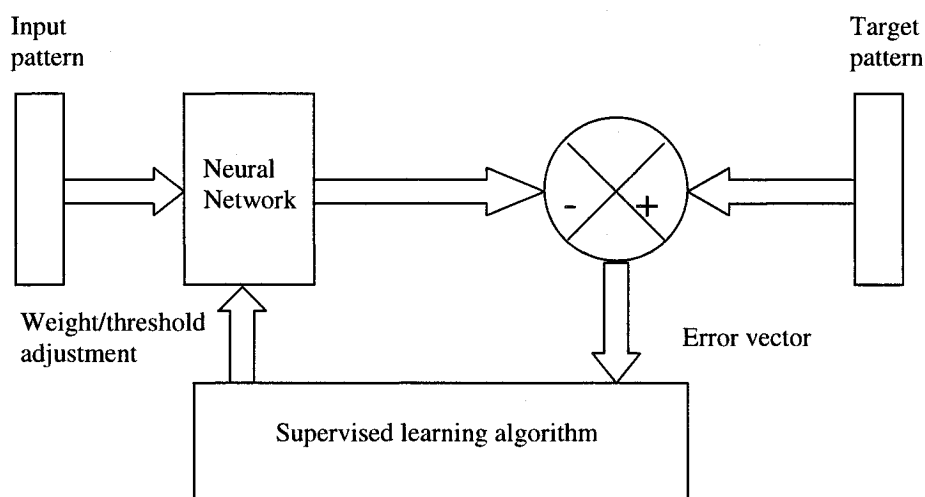 Input
pattern
Target
pattern
Neural
Network
- +
Weight/threshold
adjustment
Error vector
Supervised learning algorithm